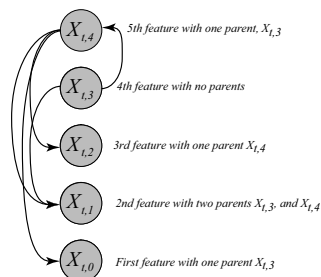 X_{t,4} 5th feature with one parent, X_{t,3}
X_{t,3} 4th feature with no parents
X_{t,2} 3rd feature with one parent X_{t,4}
X_{t,1} 2nd feature with two parents X_{t,3}, and X_{t,4}
X_{t,0} First feature with one parent X_{t,3}